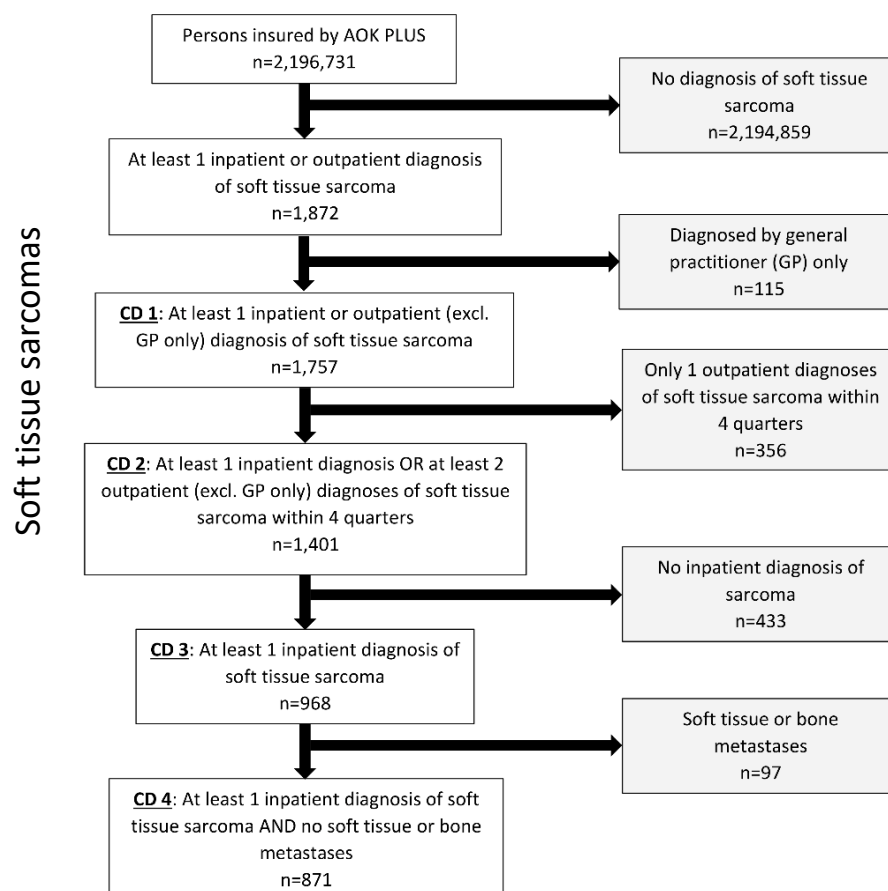 Soft tissue sarcomas
Persons insured by AOK PLUS
n=2,196,731
No diagnosis of soft tissue
sarcoma
n=2,194,859
At least 1 inpatient or outpatient diagnosis
of soft tissue sarcoma
n=1,872
Diagnosed by general
practitioner (GP) only
n=115
CD 1: At least 1 inpatient or outpatient (excl.
GP only) diagnosis of soft tissue sarcoma
n=1,757
Only 1 outpatient diagnoses
of soft tissue sarcoma within
4 quarters
n=356
CD 2: At least 1 inpatient diagnosis OR at least 2
outpatient (excl. GP only) diagnoses of soft tissue
sarcoma within 4 quarters
n=1,401
No inpatient diagnosis of
sarcoma
n=433
CD 3: At least 1 inpatient diagnosis of
soft tissue sarcoma
n=968
Soft tissue or bone
metastases
n=97
CD 4: At least 1 inpatient diagnosis of soft
tissue sarcoma AND no soft tissue or bone
metastases
n=871